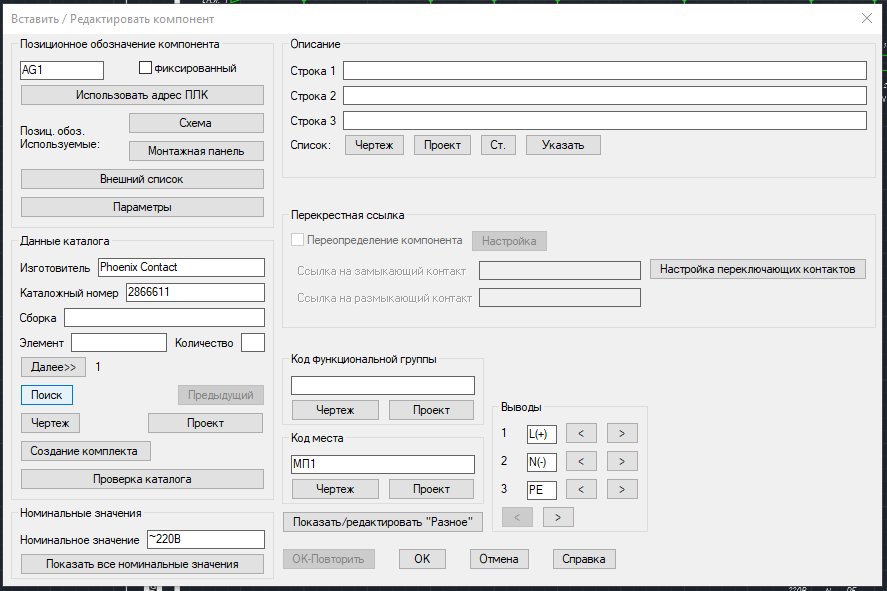 Вставить / Редактировать компонент
Позиционное обозначение компонента
AG1
фиксированный
Использовать адрес ПЛК
Позиц. обоз.
Используемые:
Схема
Монтажная панель
Внешний список
Параметры
Данные каталога
Изготовитель Phoenix Contact
Каталожный номер 2866611
Сборка
Элемент Количество
Далее>> 1
Поиск Предыдущий
Чертеж Проект
Создание комплекта
Проверка каталога
Номинальные значения
Номинальное значение ~220В
Показать все номинальные значения
Описание
Строка 1
Строка 2
Строка 3
Список: Чертеж Проект Ст. Указать
Перекрестная ссылка
Переопределение компонента Настройка
Ссылка на замыкающий контакт
Настройка переключающих контактов
Ссылка на размыкающий контакт
Код функциональной группы
Чертеж Проект
Код места
МП1
Чертеж Проект
Показать/редактировать "Разное"
Выводы
1 L(+) < >
2 N(-) < >
3 PE < >
< >
ОК-Повторить ОК Отмена Справка